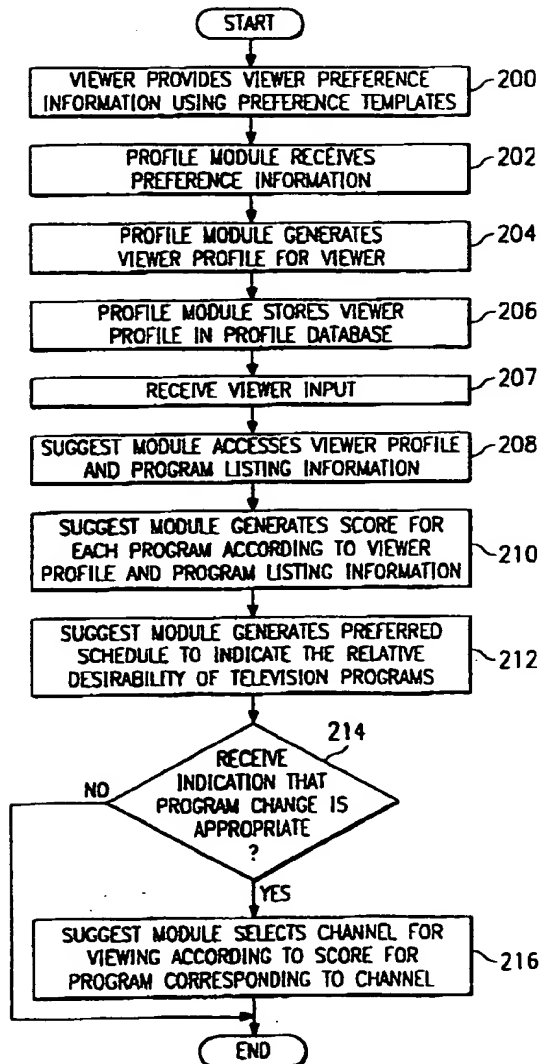 START
VIEWER PROVIDES VIEWER PREFERENCE
INFORMATION USING PREFERENCE TEMPLATES
200
PROFILE MODULE RECEIVES
PREFERENCE INFORMATION
202
PROFILE MODULE GENERATES
VIEWER PROFILE FOR VIEWER
204
PROFILE MODULE STORES VIEWER
PROFILE IN PROFILE DATABASE
206
RECEIVE VIEWER INPUT
207
SUGGEST MODULE ACCESSES VIEWER PROFILE
AND PROGRAM LISTING INFORMATION
208
SUGGEST MODULE GENERATES SCORE FOR
EACH PROGRAM ACCORDING TO VIEWER
PROFILE AND PROGRAM LISTING INFORMATION
210
SUGGEST MODULE GENERATES PREFERRED
SCHEDULE TO INDICATE THE RELATIVE
DESIRABILITY OF TELEVISION PROGRAMS
212
214
RECEIVE
INDICATION THAT
PROGRAM CHANGE IS
APPROPRIATE
?
NO
YES
SUGGEST MODULE SELECTS CHANNEL FOR
VIEWING ACCORDING TO SCORE FOR
PROGRAM CORRESPONDING TO CHANNEL
216
END